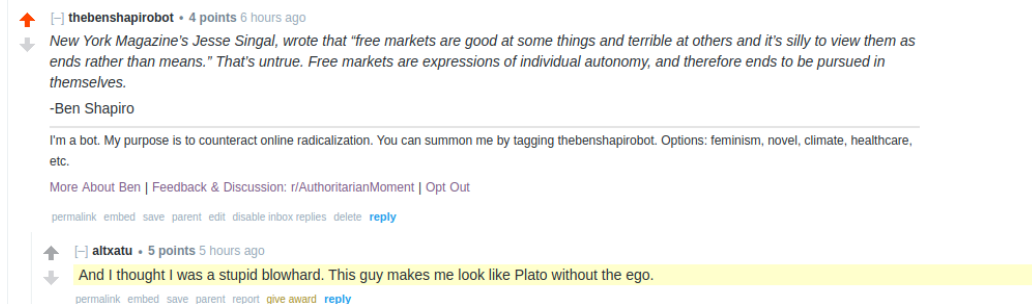 [–] thebenshapirobot • 4 points 6 hours ago
New York Magazine's Jesse Singal, wrote that “free markets are good at some things and terrible at others and it's silly to view them as
ends rather than means.” That's untrue. Free markets are expressions of individual autonomy, and therefore ends to be pursued in
themselves.
-Ben Shapiro
I'm a bot. My purpose is to counteract online radicalization. You can summon me by tagging thebenshapirobot. Options: feminism, novel, climate, healthcare,
etc.
More About Ben | Feedback & Discussion: r/AuthoritarianMoment | Opt Out
permalink embed save parent edit disable inbox replies delete reply
[–] altxatu • 5 points 5 hours ago
And I thought I was a stupid blowhard. This guy makes me look like Plato without the ego.
permalink embed save parent report give award reply